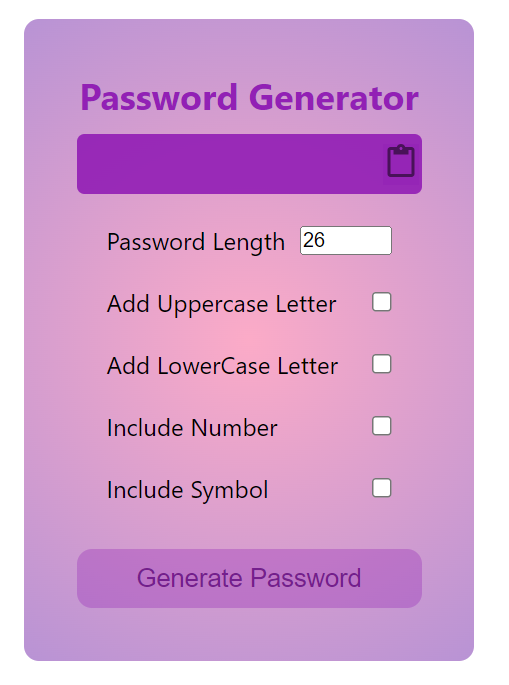 Password Generator
Password Length 26
Add Uppercase Letter
Add LowerCase Letter
Include Number
Include Symbol
Generate Password